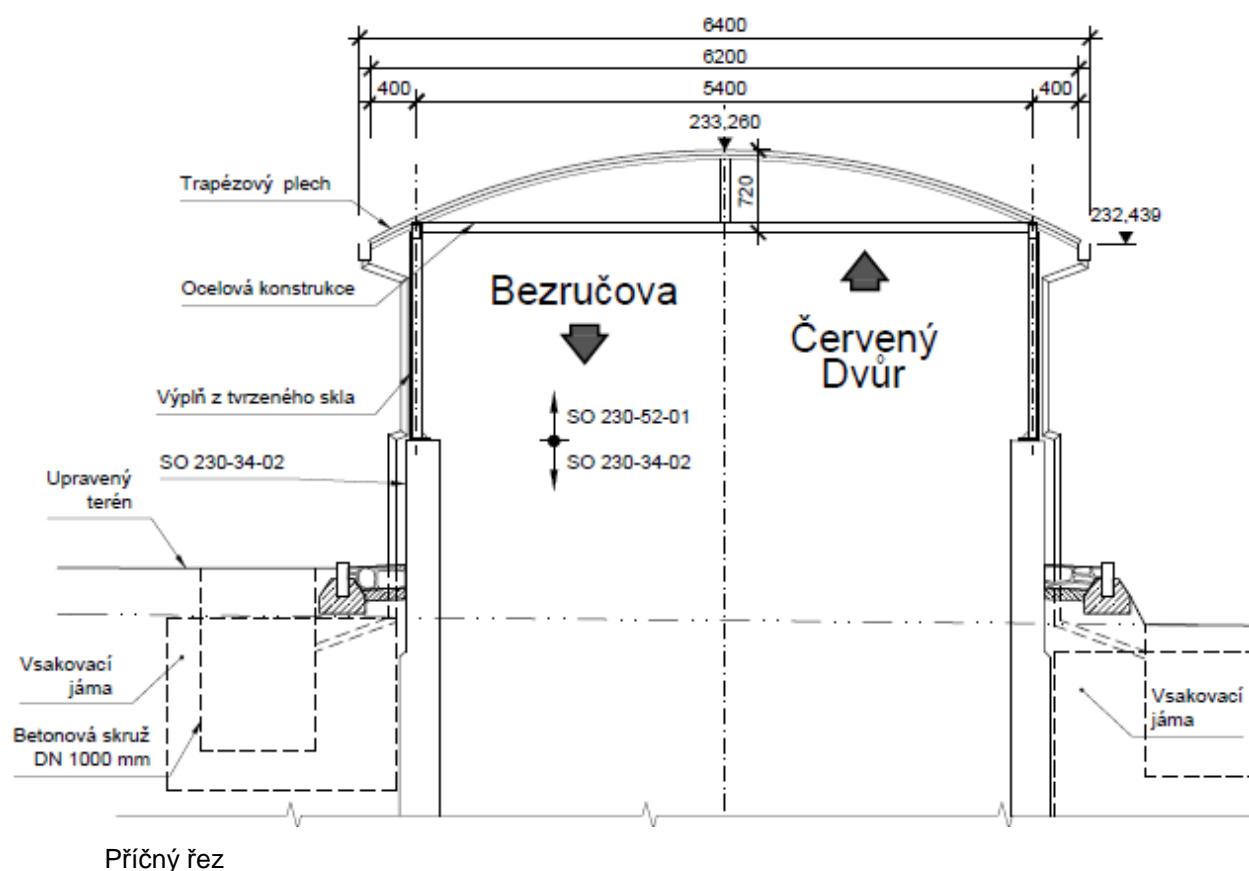 6400
6200
400
5400
400
233,260
Trapézový plech
720
232,439
Ocelová konstrukce
Bezručova
Červený
Dvůr
Výplň z tvrzeného skla
SO 230-52-01
SO 230-34-02
SO 230-34-02
Upravený
terén
Vsakovací
jáma
Vsakovací
jáma
Betonová skruž
DN 1000 mm
Příčný řez